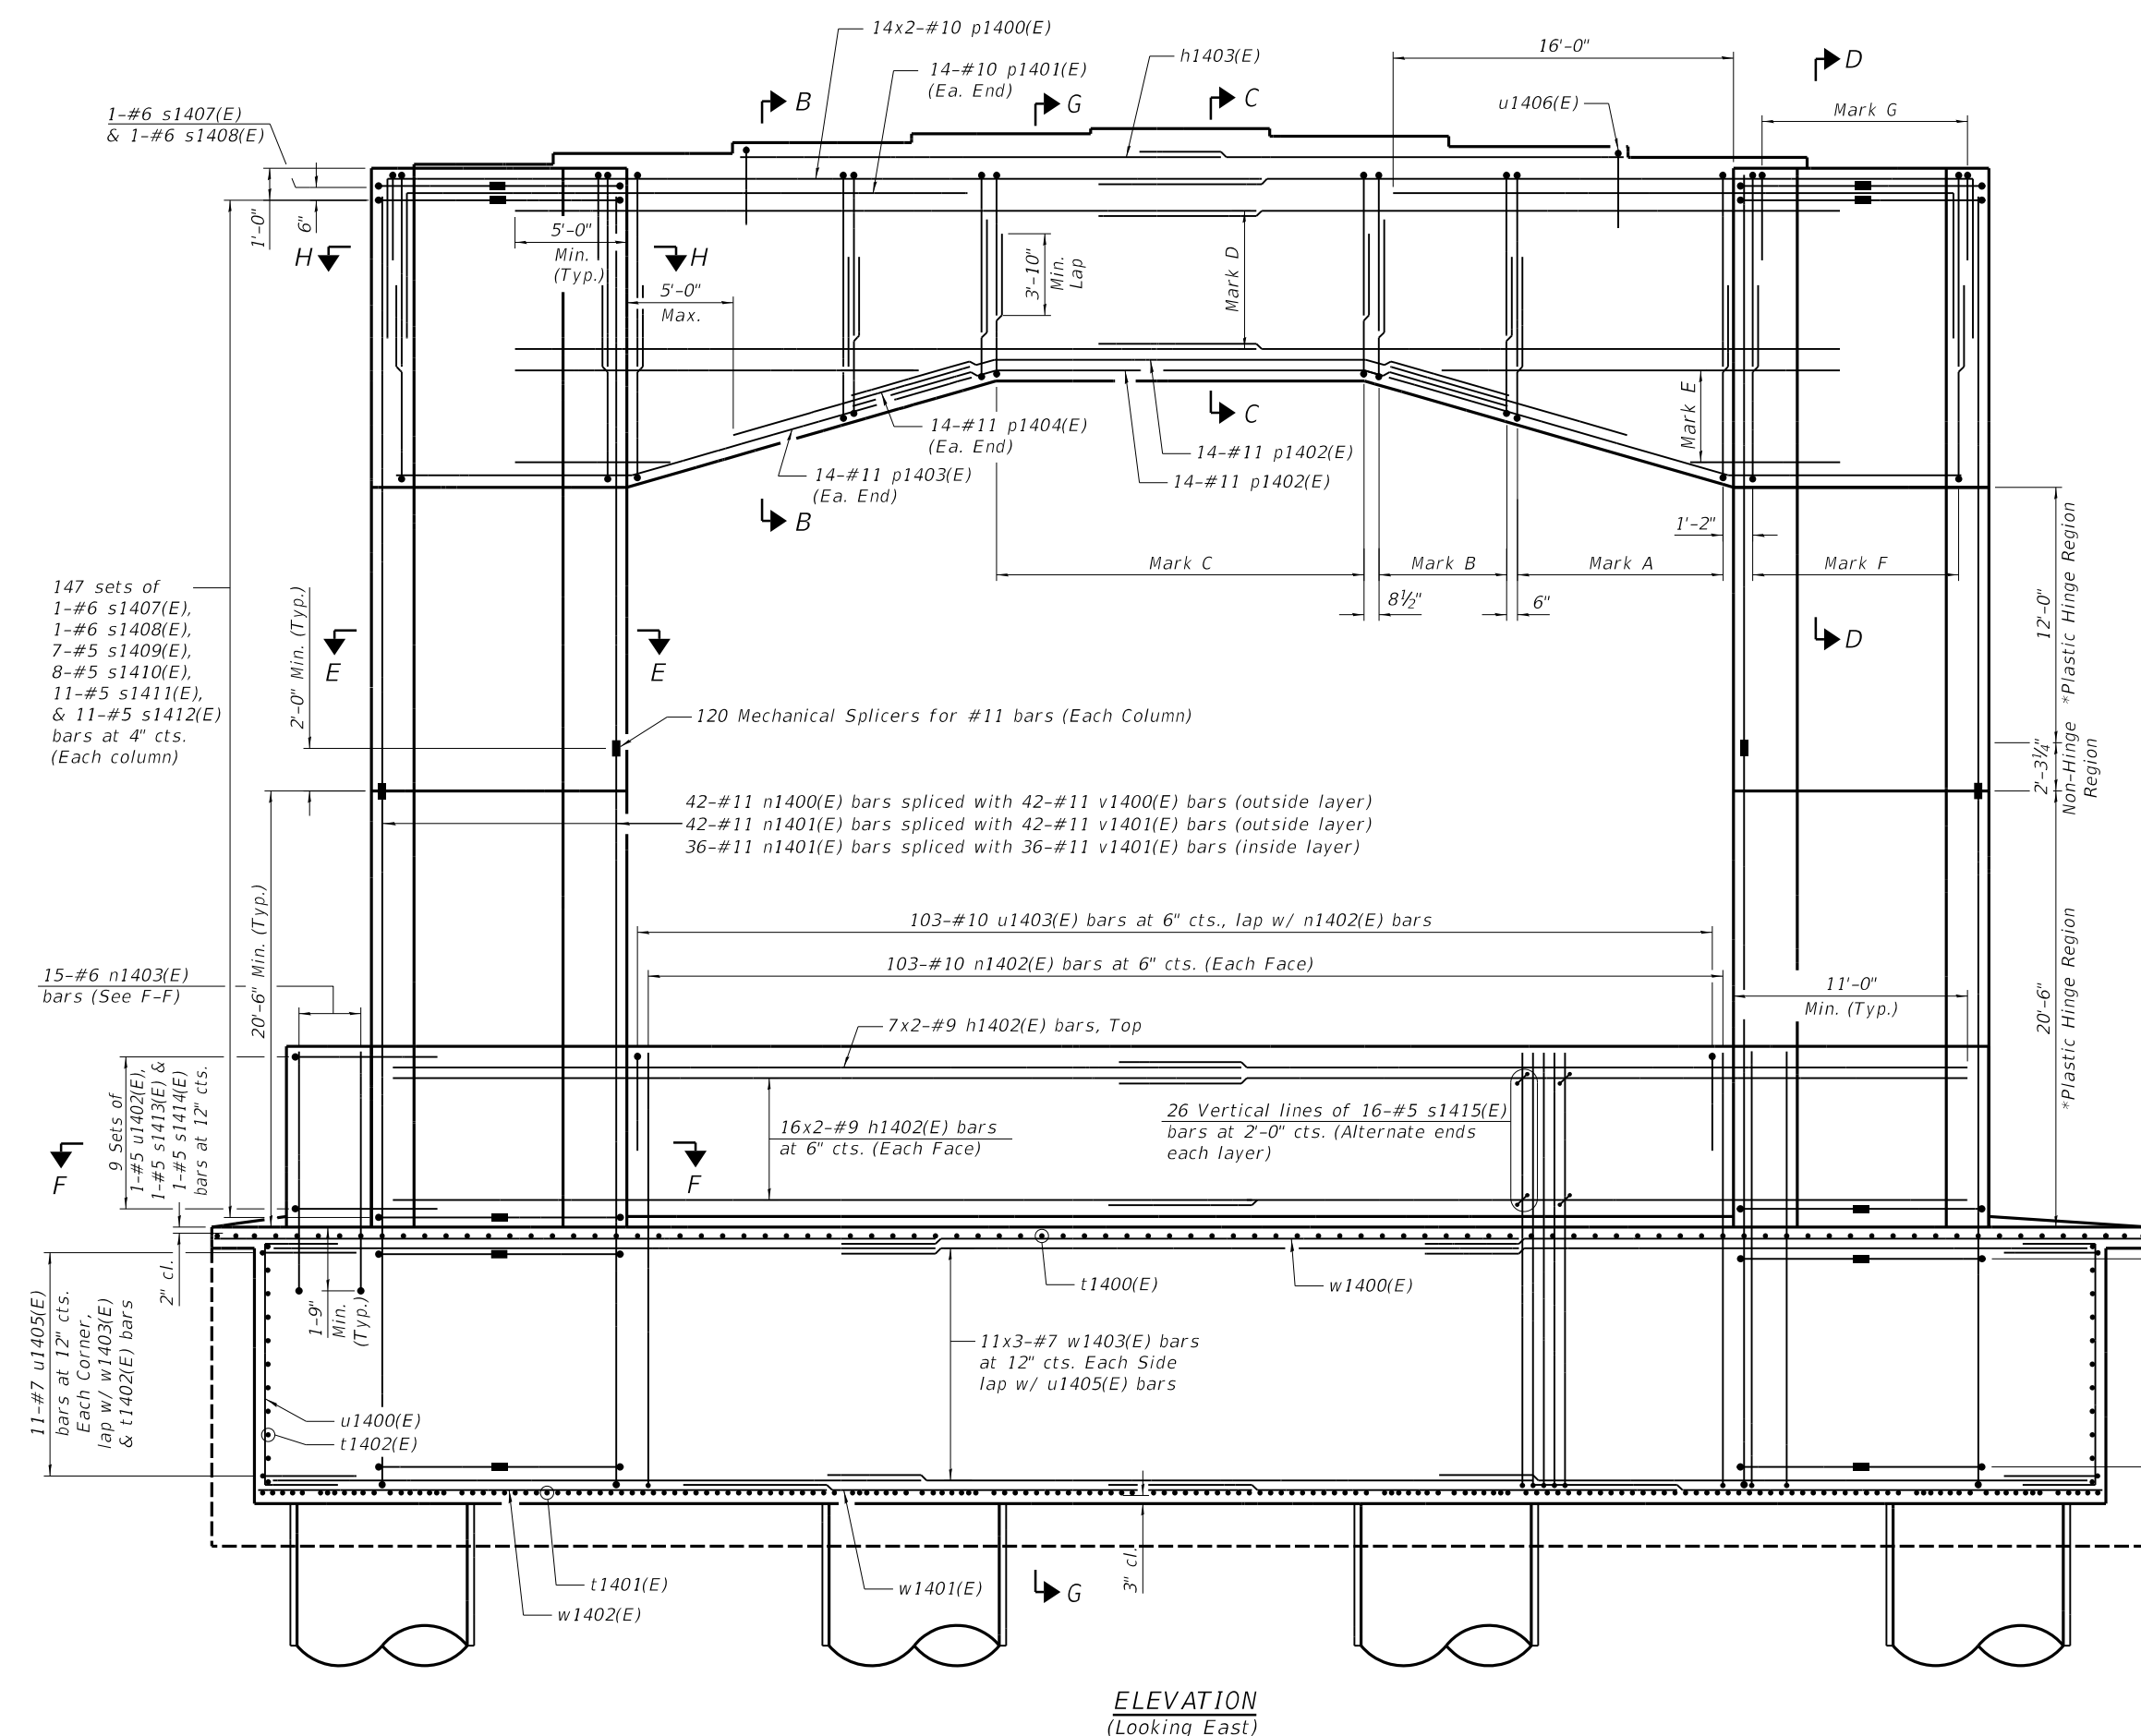 14x2-#10 p1400(E)
h1403(E)
16'-0"
D
14-#10 p1401(E)
(Ea. End)
B
G
C
u1406(E)
Mark G
1-#6 s1407(E)
& 1-#6 s1408(E)
1'-0"
6"
H
H
5'-0"
Min.
(Typ.)
5'-0"
Max.
3'-10"
Min.
Lap
Mark D
Mark E
C
14-#11 p1404(E)
(Ea. End)
14-#11 p1402(E)
14-#11 p1403(E)
(Ea. End)
14-#11 p1402(E)
B
1'-2"
Mark C
Mark B
Mark A
Mark F
8½"
6"
12'-0"
*Plastic Hinge Region
147 sets of
1-#6 s1407(E),
1-#6 s1408(E),
7-#5 s1409(E),
8-#5 s1410(E),
11-#5 s1411(E),
& 11-#5 s1412(E)
bars at 4" cts.
(Each column)
2'-0" Min. (Typ.)
E
E
D
120 Mechanical Splicers for #11 bars (Each Column)
2'-3¼"
Non-Hinge
Region
42-#11 n1400(E) bars spliced with 42-#11 v1400(E) bars (outside layer)
42-#11 n1401(E) bars spliced with 42-#11 v1401(E) bars (outside layer)
36-#11 n1401(E) bars spliced with 36-#11 v1401(E) bars (inside layer)
20'-6" Min. (Typ.)
103-#10 u1403(E) bars at 6" cts., lap w/ n1402(E) bars
103-#10 n1402(E) bars at 6" cts. (Each Face)
15-#6 n1403(E)
bars (See F-F)
11'-0"
Min. (Typ.)
20'-6"
*Plastic Hinge Region
7x2-#9 h1402(E) bars, Top
9 Sets of
1-#5 u1402(E),
1-#5 s1413(E) &
1-#5 s1414(E)
bars at 12" cts.
16x2-#9 h1402(E) bars
at 6" cts. (Each Face)
26 Vertical lines of 16-#5 s1415(E)
bars at 2'-0" cts. (Alternate ends
each layer)
F
F
2" cl.
1-9"
Min.
(Typ.)
t1400(E)
w1400(E)
11-#7 u1405(E)
bars at 12" cts.
Each Corner,
lap w/ w1403(E)
& t1402(E) bars
11x3-#7 w1403(E) bars
at 12" cts. Each Side
lap w/ u1405(E) bars
u1400(E)
t1402(E)
3" cl.
t1401(E)
w1402(E)
w1401(E)
G
ELEVATION
(Looking East)